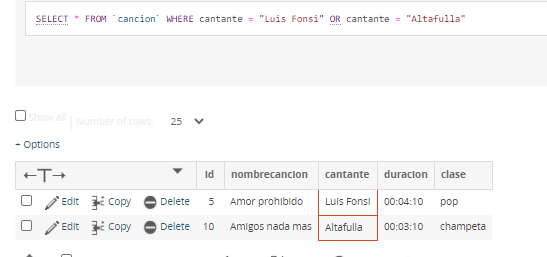 SELECT * FROM `cancion` WHERE cantante = "Luis Fonsi" OR cantante = "Altafulla"
Show all | Number of rows: 25
+ Options
←T→ id nombrecancion cantante duracion clase
Edit Copy Delete 5 Amor prohibido Luis Fonsi 00:04:10 pop
Edit Copy Delete 10 Amigos nada mas Altafulla 00:03:10 champeta